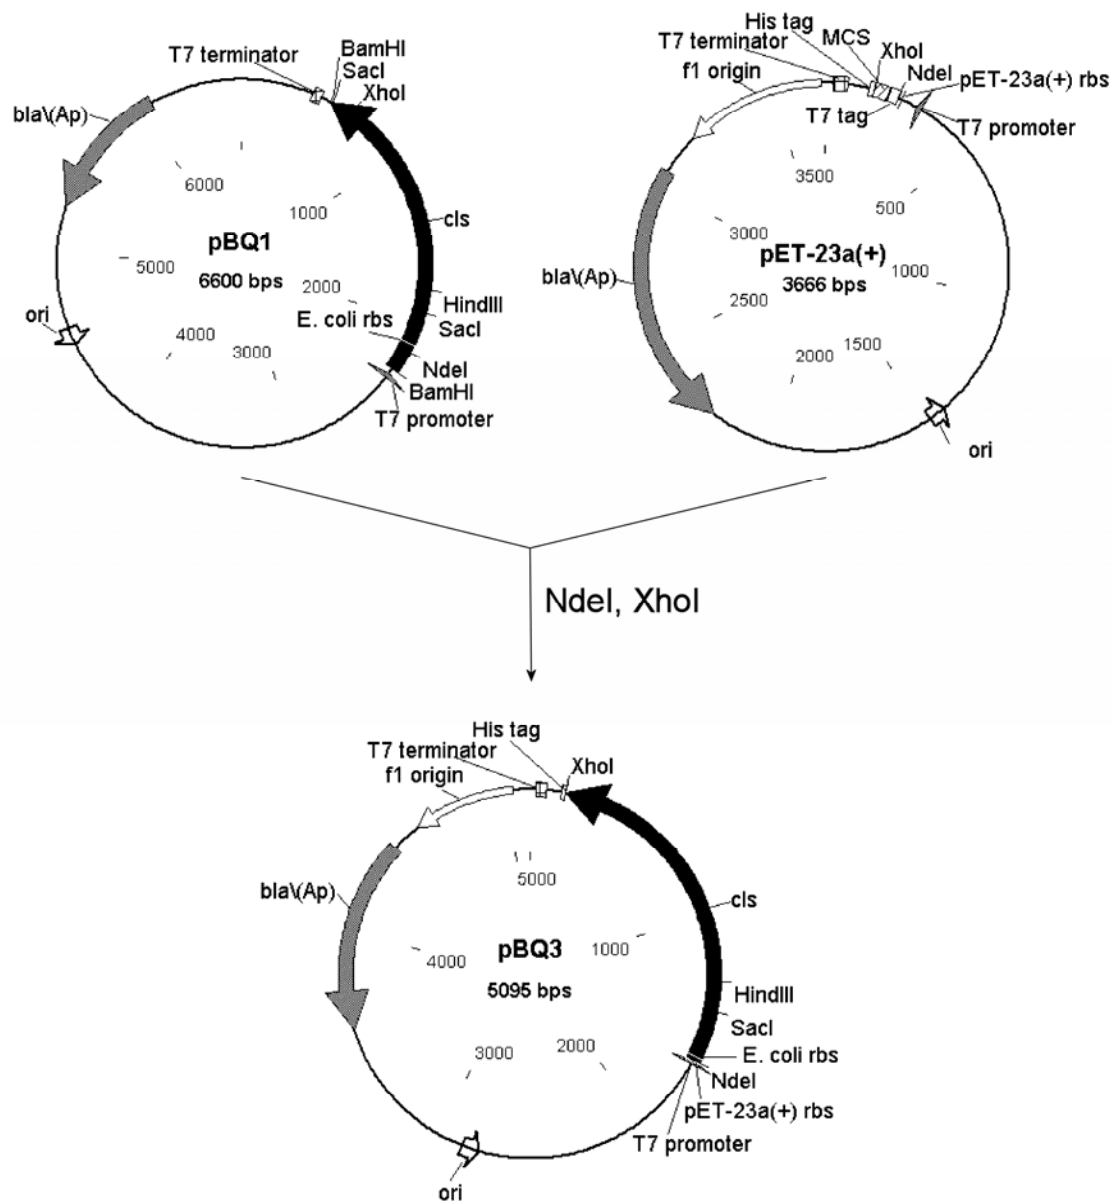 T7 terminator
BamHI
SacI
XhoI
bla\(Ap)
6000
1000
cls
pBQ1
6600 bps
5000
2000
HindIII
SacI
E. coli rbs
ori
4000
3000
NdeI
BamHI
T7 promoter
His tag
MCS
T7 terminator
XhoI
f1 origin
NdeI
pET-23a(+) rbs
T7 tag
T7 promoter
3500
500
3000
pET-23a(+)
3666 bps
1000
bla\(Ap)
2500
2000
1500
ori
NdeI, XhoI
His tag
T7 terminator
XhoI
f1 origin
5000
bla\(Ap)
cls
pBQ3
1000
4000
5095 bps
HindIII
SacI
3000
2000
E. coli rbs
NdeI
pET-23a(+) rbs
T7 promoter
ori